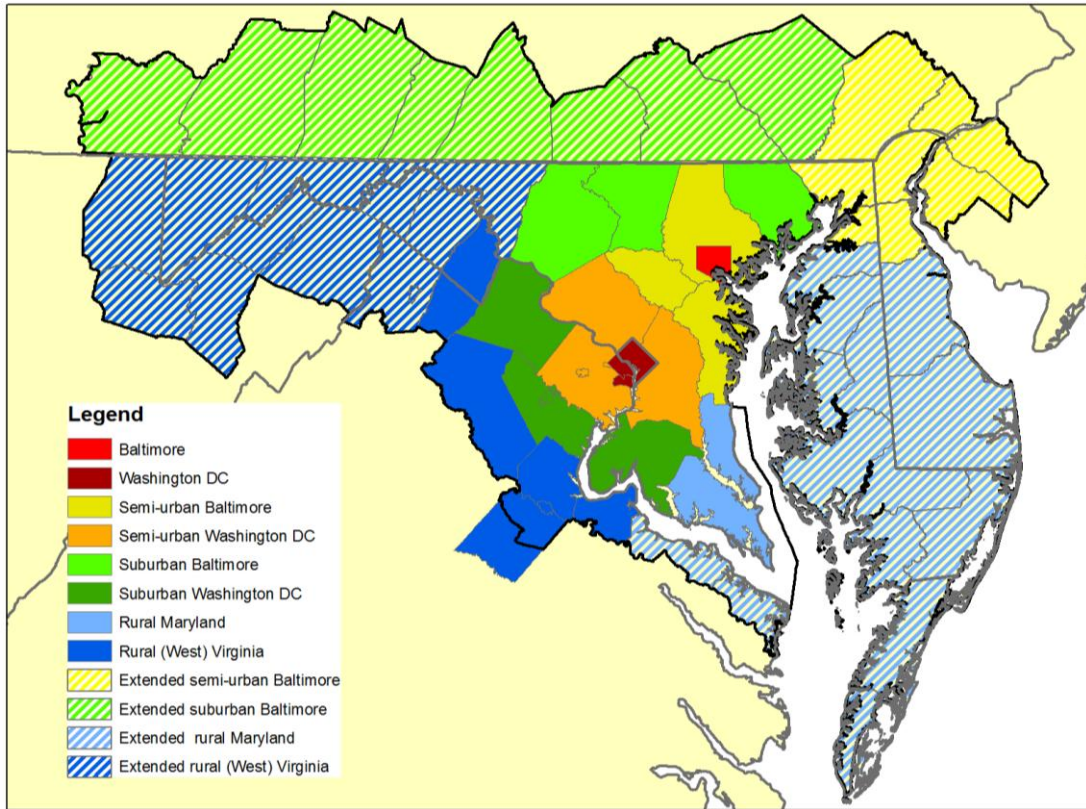 Legend
Baltimore
Washington DC
Semi-urban Baltimore
Semi-urban Washington DC
Suburban Baltimore
Suburban Washington DC
Rural Maryland
Rural (West) Virginia
Extended semi-urban Baltimore
Extended suburban Baltimore
Extended rural Maryland
Extended rural (West) Virginia